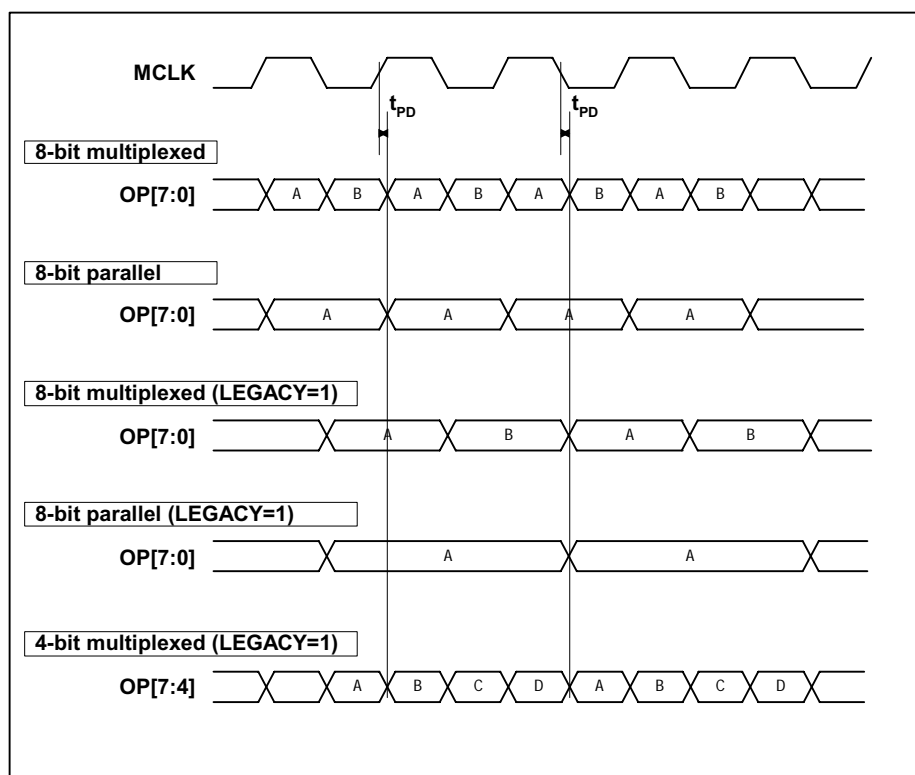 MCLK
tPD tPD
8-bit multiplexed
OP[7:0] A B A B A B A B
8-bit parallel
OP[7:0] A A A A
8-bit multiplexed (LEGACY=1)
OP[7:0] A B A B
8-bit parallel (LEGACY=1)
OP[7:0] A A
4-bit multiplexed (LEGACY=1)
OP[7:4] A B C D A B C D